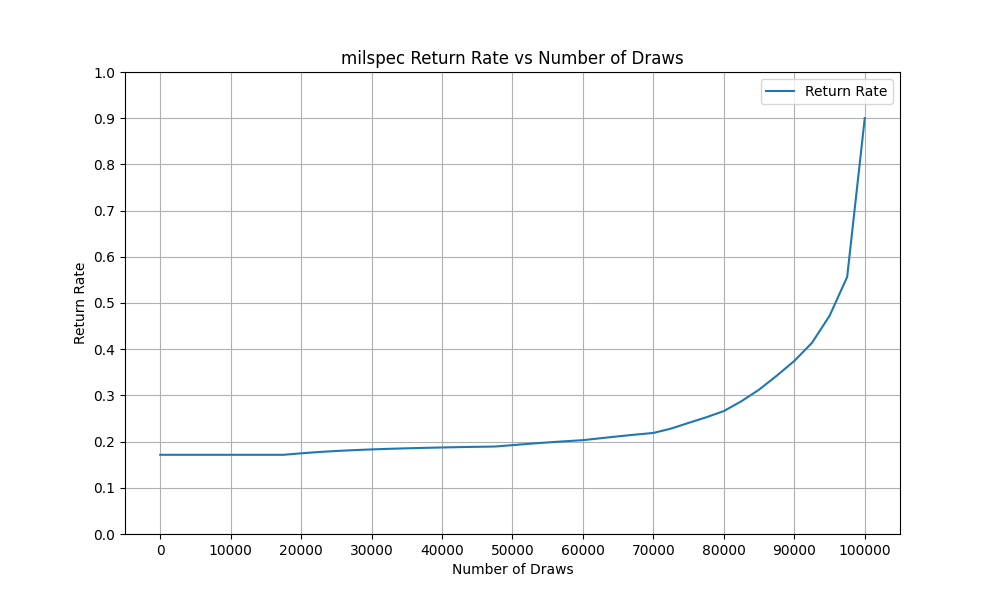 milspec Return Rate vs Number of Draws
Return Rate
1.0
0.9
0.8
0.7
0.6
0.5
0.4
0.3
0.2
0.1
0.0
Return Rate
0 10000 20000 30000 40000 50000 60000 70000 80000 90000 100000
Number of Draws